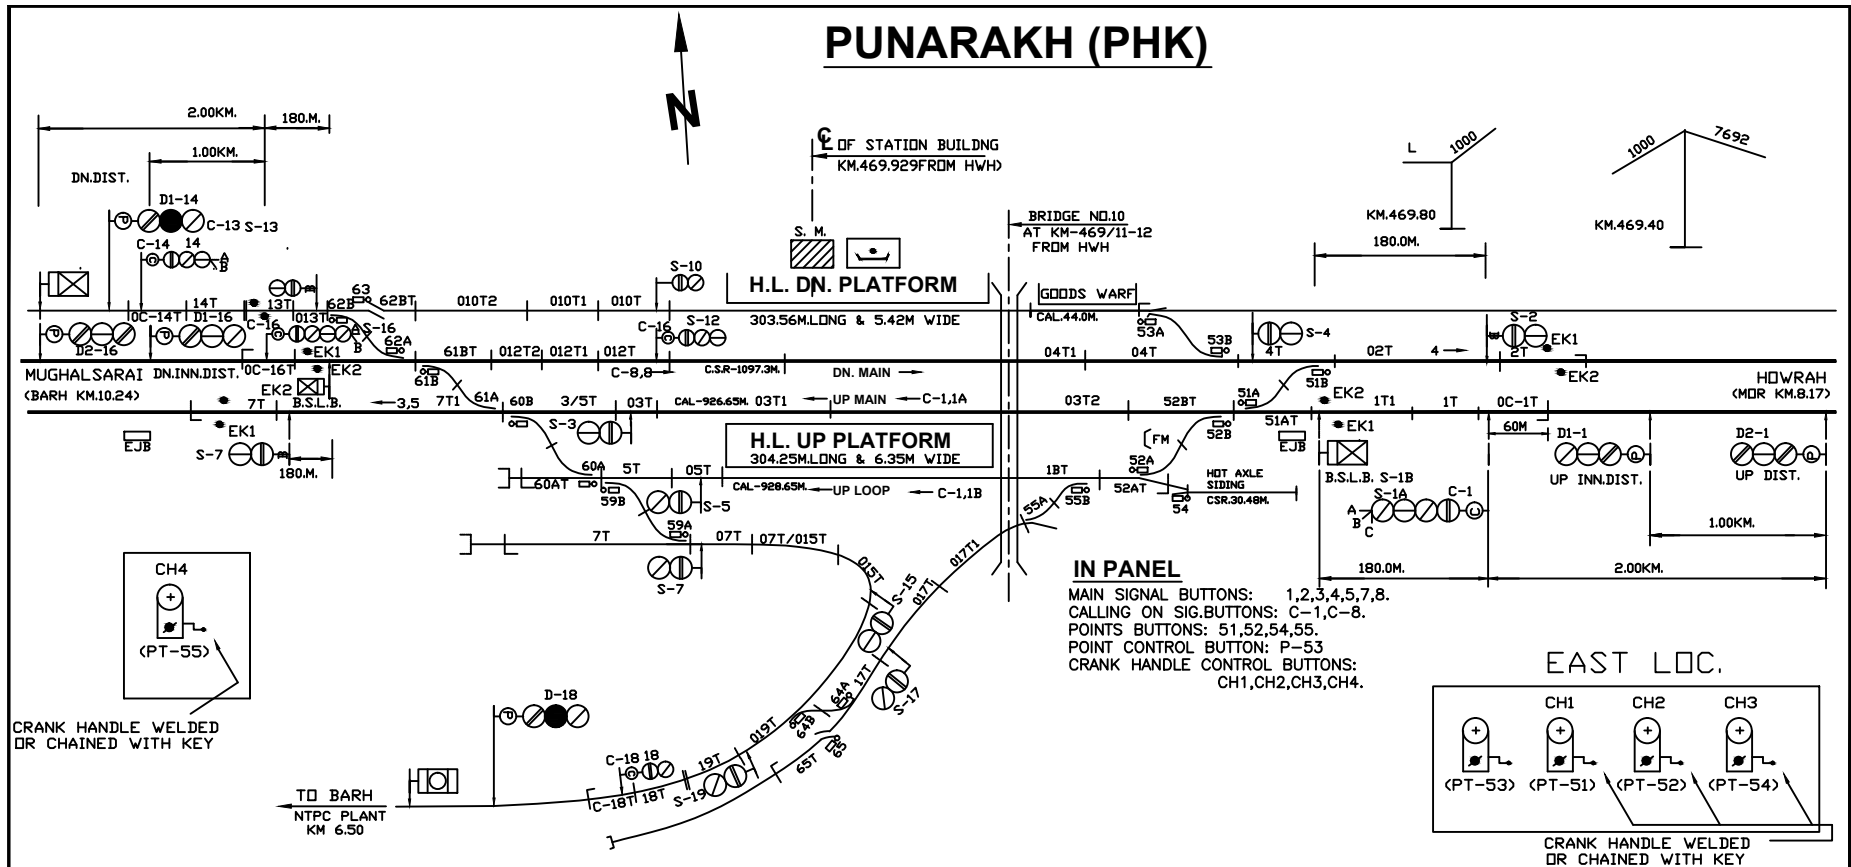 PUNARAKH (PHK)
N
2.00KM.
180.M.
1.00KM.
DN.DIST.
D1-14
P
C-13 S-13
C-14 14
C
A
B
℄ OF STATION BUILDNG
KM.469.929FROM HWH)
S. M.
BRIDGE NO.10
AT KM-469/11-12
FROM HWH
L
1000
KM.469.80
1000
7692
KM.469.40
180.0M.
S-10
H.L. DN. PLATFORM
303.56M.LONG & 5.42M WIDE
GOODS WARF
CAL.44.0M.
14T
13T
62B
63
62BT
010T2
010T1
010T
0C-14T
D1-16
013T
C-16
A
B
S-16
62A
C-16
S-12
53A
53B
S-4
S-2
EK1
P
D2-16
P
C
EK1
0C-16T
EK2
61BT
012T2
012T1
012T
04T1
04T
4T
02T
4
2T
EK2
MUGHALSARAI
DN.INN.DIST.
(BARH KM.10.24)
EK2
61B
C-8,8
C.S.R-1097.3M.
DN. MAIN
51B
HOWRAH
(MOR KM.8.17)
7T
B.S.L.B.
3,5
7T1
61A
60B
3/5T
03T
CAL-926.65M.
03T1
UP MAIN
C-1,1A
03T2
52BT
51A
EK2
51AT
1T1
1T
0C-1T
EJB
EK1
S-7
180.M.
S-3
H.L. UP PLATFORM
304.25M.LONG & 6.35M WIDE
FM
52B
EJB
EK1
60M
D1-1
P
UP INN.DIST.
D2-1
P
UP DIST.
60A
60AT
59B
5T
05T
CAL-928.65M.
UP LOOP
C-1,1B
1BT
52A
52AT
HOT AXLE
SIDING
CSR.30.48M.
54
B.S.L.B. S-1B
S-1A
C-1
A
B
C
C
S-5
55A
55B
59A
7T
07T
07T/015T
015T
S-7
S-15
017T
017T1
1.00KM.
180.0M.
2.00KM.
CH4
(PT-55)
CRANK HANDLE WELDED
OR CHAINED WITH KEY
IN PANEL
MAIN SIGNAL BUTTONS: 1,2,3,4,5,7,8.
CALLING ON SIG.BUTTONS: C-1,C-8.
POINTS BUTTONS: 51,52,54,55.
POINT CONTROL BUTTON: P-53
CRANK HANDLE CONTROL BUTTONS:
CH1,CH2,CH3,CH4.
D-18
P
64A
17T
S-17
64B
65
019T
65T
C-18 18
C
19T
S-19
C-18T
18T
TO BARH
NTPC PLANT
KM 6.50
EAST LOC.
CH1
CH2
CH3
(PT-53)
(PT-51)
(PT-52)
(PT-54)
CRANK HANDLE WELDED
OR CHAINED WITH KEY